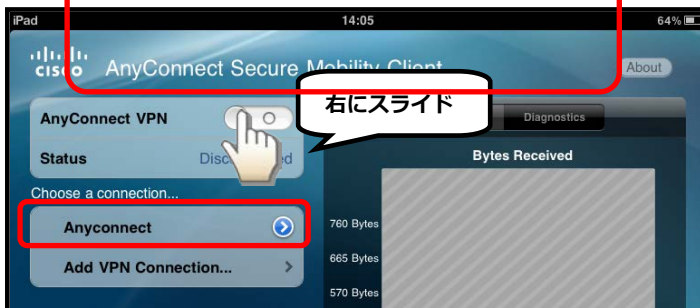 iPad 14:05 64%
CISCO AnyConnect Secure Mobility Client About
AnyConnect VPN
右にスライド
Diagnostics
Status
Bytes Received
Choose a connection...
Anyconnect
760 Bytes
Add VPN Connection...
665 Bytes
570 Bytes